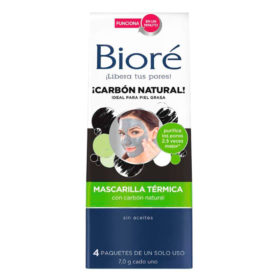 FUNCIONA
EN UN
MINUTO
Bioré
¡Libera tus poros!
¡CARBÓN NATURAL!
IDEAL PARA PIEL GRASA
purifica
los poros
2.5 veces
mejor*
MASCARILLA TÉRMICA
con carbón natural
sin aceites
4 PAQUETES DE UN SOLO USO
7,0 g cada uno